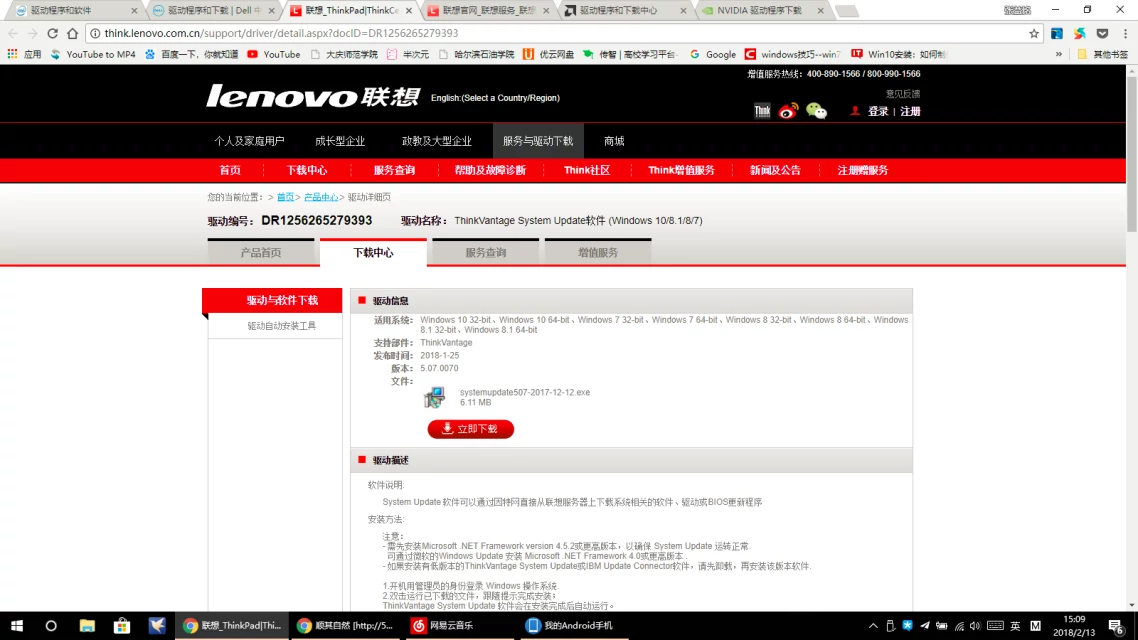 驱动程序和软件
驱动程序和下载 | Dell 中
联想_ThinkPad|ThinkCe
联想官网_联想服务_联想
驱动程序和下载中心
NVIDIA 驱动程序下载
think.lenovo.com.cn/support/driver/detail.aspx?docID=DR1256265279393
应用
YouTube to MP4
百度一下，你就知道
YouTube
大庆师范学院
半次元
哈尔滨石油学院
优云网盘
传智 | 高校学习平台-
Google
windows技巧--win7
Win10安装：如何制
»
其他书签
增值服务热线：400-890-1566 / 800-990-1566
意见反馈
lenovo联想
English:(Select a Country/Region)
Think
登录 | 注册
个人及家庭用户
成长型企业
政教及大型企业
服务与驱动下载
商城
首页
下载中心
服务查询
帮助及故障诊断
Think社区
Think增值服务
新闻及公告
注册赠服务
您的当前位置： > 首页 > 产品中心 > 驱动详细页
驱动编号： DR1256265279393
驱动名称： ThinkVantage System Update软件 (Windows 10/8.1/8/7)
产品首页
下载中心
服务查询
增值服务
驱动与软件下载
驱动自动安装工具
驱动信息
适用系统： Windows 10 32-bit、Windows 10 64-bit、Windows 7 32-bit、Windows 7 64-bit、Windows 8 32-bit、Windows 8 64-bit、Windows
8.1 32-bit、Windows 8.1 64-bit
支持部件： ThinkVantage
发布时间： 2018-1-25
版本： 5.07.0070
文件：
systemupdate507-2017-12-12.exe
6.11 MB
立即下载
驱动描述
软件说明:
System Update 软件可以通过因特网直接从联想服务器上下载系统相关的软件、驱动或BIOS更新程序
安装方法:
注意：
- 需先安装Microsoft .NET Framework version 4.5.2或更高版本，以确保 System Update 运转正常.
可通过微软的Windows Update 安装 Microsoft .NET Framework 4.0或更高版本 .
- 如果安装有低版本的ThinkVantage System Update或IBM Update Connector软件，请先卸载，再安装该版本软件.
1.开机用管理员的身份登录 Windows 操作系统.
2.双击运行已下载的文件，跟随提示完成安装:
ThinkVantage System Update 软件会在安装完成后自动运行。
联想_ThinkPad|Thi...
顺其自然 [http://5...
网易云音乐
我的Android手机
英
M
15:09
2018/2/13
6